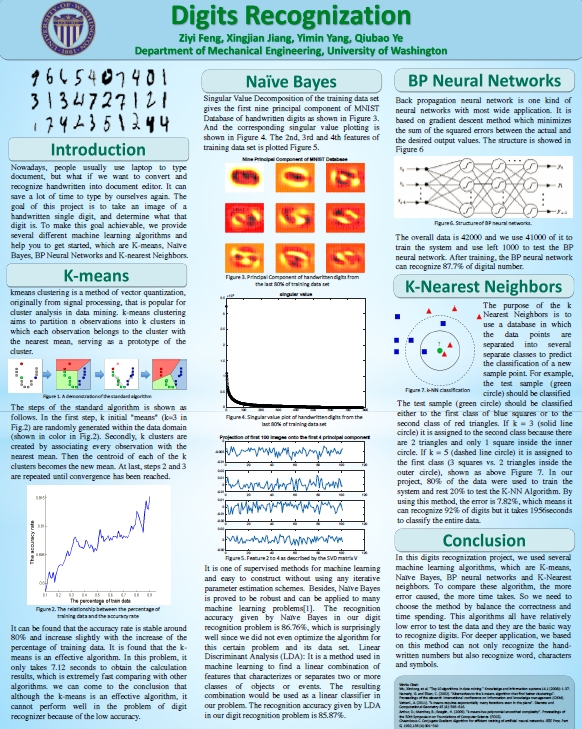 Digits Recognization
Ziyi Feng, Xingjian Jiang, Yimin Yang, Qiubao Ye
Department of Mechanical Engineering, University of Washington
Introduction
Nowadays, people usually use laptop to type
document, but what if we want to convert and
recognize handwritten into document editor. It can
save a lot of time to type by ourselves again. The
goal of this project is to take an image of a
handwritten single digit, and determine what that
digit is. To make this goal achievable, we provide
several different machine learning algorithms and
help you to get started, which are K-means, Naïve
Bayes, BP Neural Networks and K-nearest Neighbors.
K-means
kmeans clustering is a method of vector quantization,
originally from signal processing, that is popular for
cluster analysis in data mining. k-means clustering
aims to partition n observations into k clusters in
which each observation belongs to the cluster with
the nearest mean, serving as a prototype of the
cluster.
Figure 1. A demonstration of the standard algorithm
The steps of the standard algorithm is shown as
follows. In the first step, k initial "means" (k=3 in
Fig.2) are randomly generated within the data domain
(shown in color in Fig.2). Secondly, k clusters are
created by associating every observation with the
nearest mean. Then the centroid of each of the k
clusters becomes the new mean. At last, steps 2 and 3
are repeated until convergence has been reached.
The accuracy rate
The percentage of train data
Figure 2. The relationship between the percentage of
training data and the accuracy rate
It can be found that the accuracy rate is stable around
80% and increase slightly with the increase of the
percentage of training data. It is found that the k-
means is an effective algorithm. In this problem, it
only takes 7.12 seconds to obtain the calculation
results, which is extremely fast comparing with other
algorithms. we can come to the conclusion that
although the k-means is an effective algorithm, it
cannot perform well in the problem of digit
recognizer because of the low accuracy.
Naïve Bayes
Singular Value Decomposition of the training data set
gives the first nine principal component of MNIST
Database of handwritten digits as shown in Figure 3.
And the corresponding singular value plotting is
shown in Figure 4. The 2nd, 3rd and 4th features of
training data set is plotted Figure 5.
Nine Principal Component of MNIST Database
Figure 3. Principal Component of handwritten digits from
the last 80% of training data set
singular value
Figure 4. Singular value plot of handwritten digits from the
last 80% of training data set
Projection of first 100 images onto the first 4 principal component
Figure 5. Feature 2 to 4 as described by the SVD matrix V
It is one of supervised methods for machine learning
and easy to construct without using any iterative
parameter estimation schemes. Besides, Naïve Bayes
is proved to be robust and can be applied to many
machine learning problems[1]. The recognition
accuracy given by Naïve Bayes in our digit
recognition problem is 86.76%, which is surprisingly
well since we did not even optimize the algorithm for
this certain problem and its data set. Linear
Discriminant Analysis (LDA): It is a method used in
machine learning to find a linear combination of
features that characterizes or separates two or more
classes of objects or events. The resulting
combination would be used as a linear classifier in
our problem. The recognition accuracy given by LDA
in our digit recognition problem is 85.87%.
BP Neural Networks
Back propagation neural network is one kind of
neural networks with most wide application. It is
based on gradient descent method which minimizes
the sum of the squared errors between the actual and
the desired output values. The structure is showed in
Figure 6
Figure 6. Structure of BP neural networks.
The overall data is 42000 and we use 41000 of it to
train the system and use left 1000 to test the BP
neural network. After training, the BP neural network
can recognize 87.7% of digital number.
K-Nearest Neighbors
The purpose of the k
Nearest Neighbors is to
use a database in which
the data points are
separated into several
separate classes to predict
the classification of a new
sample point. For example,
the test sample (green
circle) should be classified
Figure 7. k-NN classification
The test sample (green circle) should be classified
either to the first class of blue squares or to the
second class of red triangles. If k = 3 (solid line
circle) it is assigned to the second class because there
are 2 triangles and only 1 square inside the inner
circle. If k = 5 (dashed line circle) it is assigned to
the first class (3 squares vs. 2 triangles inside the
outer circle), shown as above Figure 7. In our
project, 80% of the data were used to train the
system and rest 20% to test the K-NN Algorithm. By
using this method, the error is 7.82%, which means it
can recognize 92% of digits but it takes 1956seconds
to classify the entire data.
Conclusion
In this digits recognization project, we used several
machine learning algorithms, which are K-means,
Naïve Bayes, BP neural networks and K-Nearest
neighbors. To compare these algorithm, the more
error caused, the more time takes. So we need to
choose the method by balance the correctness and
time spending. This algorithms all have relatively
low error to test the data and they are the basic way
to recognize digits. For deeper application, we based
on this method can not only recognize the hand-
written numbers but also recognize word, characters
and symbols.